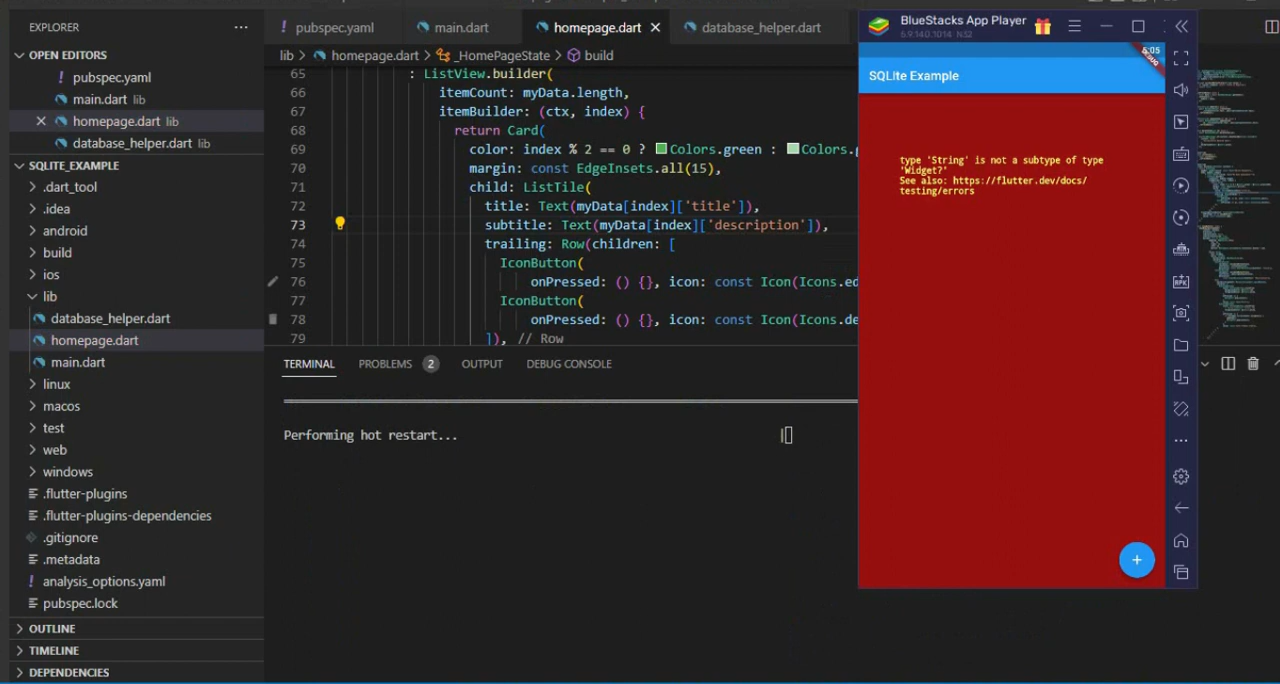 EXPLORER
OPEN EDITORS
! pubspec.yaml
main.dart lib
homepage.dart lib
database_helper.dart lib
SQLITE_EXAMPLE
.dart_tool
.idea
android
build
ios
lib
database_helper.dart
homepage.dart
main.dart
linux
macos
test
web
windows
.flutter-plugins
.flutter-plugins-dependencies
.gitignore
.metadata
! analysis_options.yaml
pubspec.lock
OUTLINE
TIMELINE
DEPENDENCIES
! pubspec.yaml main.dart homepage.dart database_helper.dart
lib > homepage.dart > _HomePageState > build
65 : ListView.builder(
66 itemCount: myData.length,
67 itemBuilder: (ctx, index) {
68 return Card(
69 color: index % 2 == 0 ? Colors.green : Colors.g
70 margin: const EdgeInsets.all(15),
71 child: ListTile(
72 title: Text(myData[index]['title']),
73 subtitle: Text(myData[index]['description']),
74 trailing: Row(children: [
75 IconButton(
76 onPressed: () {}, icon: const Icon(Icons.ed
77 IconButton(
78 onPressed: () {}, icon: const Icon(Icons.de
79 ]), // Row
TERMINAL PROBLEMS 2 OUTPUT DEBUG CONSOLE
Performing hot restart...
BlueStacks App Player
6.9.140.1014 N32
5:05
DEBUG
SQLite Example
type 'String' is not a subtype of type
'Widget?'
See also: https://flutter.dev/docs/
testing/errors
+